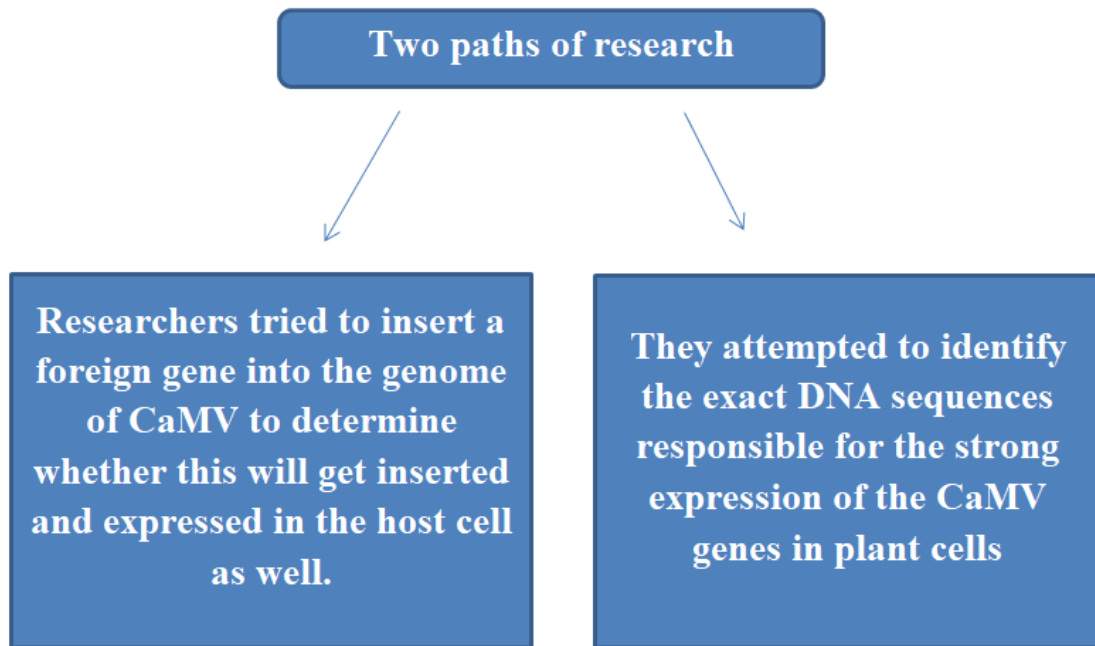 Two paths of research
Researchers tried to insert a
foreign gene into the genome
of CaMV to determine
whether this will get inserted
and expressed in the host cell
as well.
They attempted to identify
the exact DNA sequences
responsible for the strong
expression of the CaMV
genes in plant cells